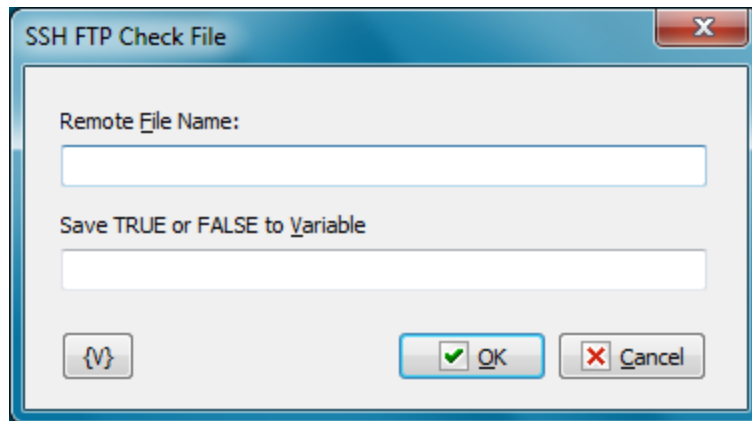 SSH FTP Check File
Remote File Name:
Save TRUE or FALSE to Variable
{V}
OK
Cancel